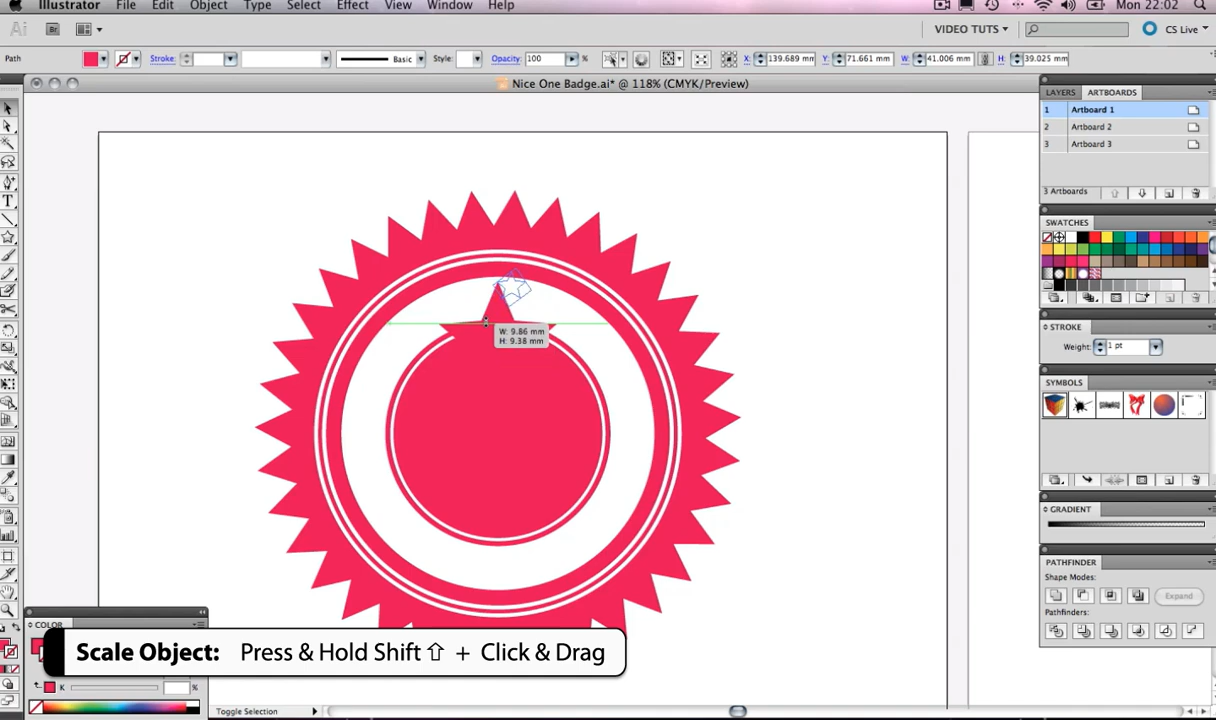 Illustrator File Edit Object Type Select Effect View Window Help Mon 22:02
Ai Br VIDEO TUTS CS Live
Path Stroke: Basic Style: Opacity: 100 % X: 139.689 mm Y: 71.661 mm W: 41.006 mm H: 39.025 mm
Nice One Badge.ai* @ 118% (CMYK/Preview)
LAYERS ARTBOARDS
1 Artboard 1
2 Artboard 2
3 Artboard 3
3 Artboards
SWATCHES
W: 9.86 mm
H: 9.38 mm
STROKE
Weight: 1 pt
SYMBOLS
GRADIENT
PATHFINDER
Shape Modes:
Expand
Pathfinders:
COLOR
Scale Object: Press & Hold Shift ⇧ + Click & Drag
K %
Toggle Selection